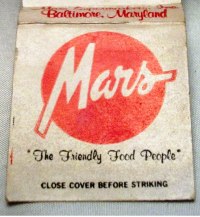 Baltimore, Maryland
Mars
"The Friendly Food People"
CLOSE COVER BEFORE STRIKING